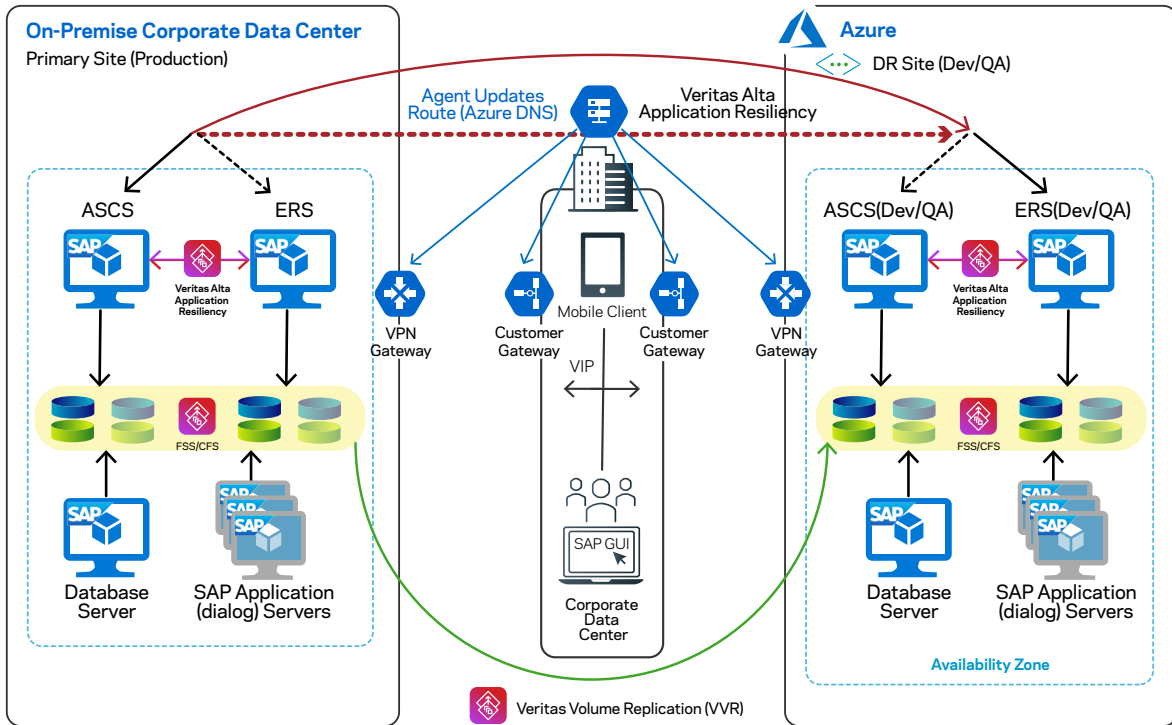 On-Premise Corporate Data Center
Primary Site (Production)
Azure
DR Site (Dev/QA)
Agent Updates
Route (Azure DNS)
Veritas Alta
Application Resiliency
ASCS
ERS
SAP
SAP
Veritas Alta
Application
Resiliency
VPN
Gateway
Customer
Gateway
Mobile Client
Customer
Gateway
VPN
Gateway
VIP
ASCS(Dev/QA)
ERS(Dev/QA)
SAP
SAP
Veritas Alta
Application
Resiliency
FSS/CFS
FSS/CFS
SAP
SAP
SAP
SAP
Database
Server
SAP Application
(dialog) Servers
SAP GUI
Corporate
Data
Center
SAP
SAP
SAP
SAP
Database
Server
SAP Application
(dialog) Servers
Availability Zone
Veritas Volume Replication (VVR)